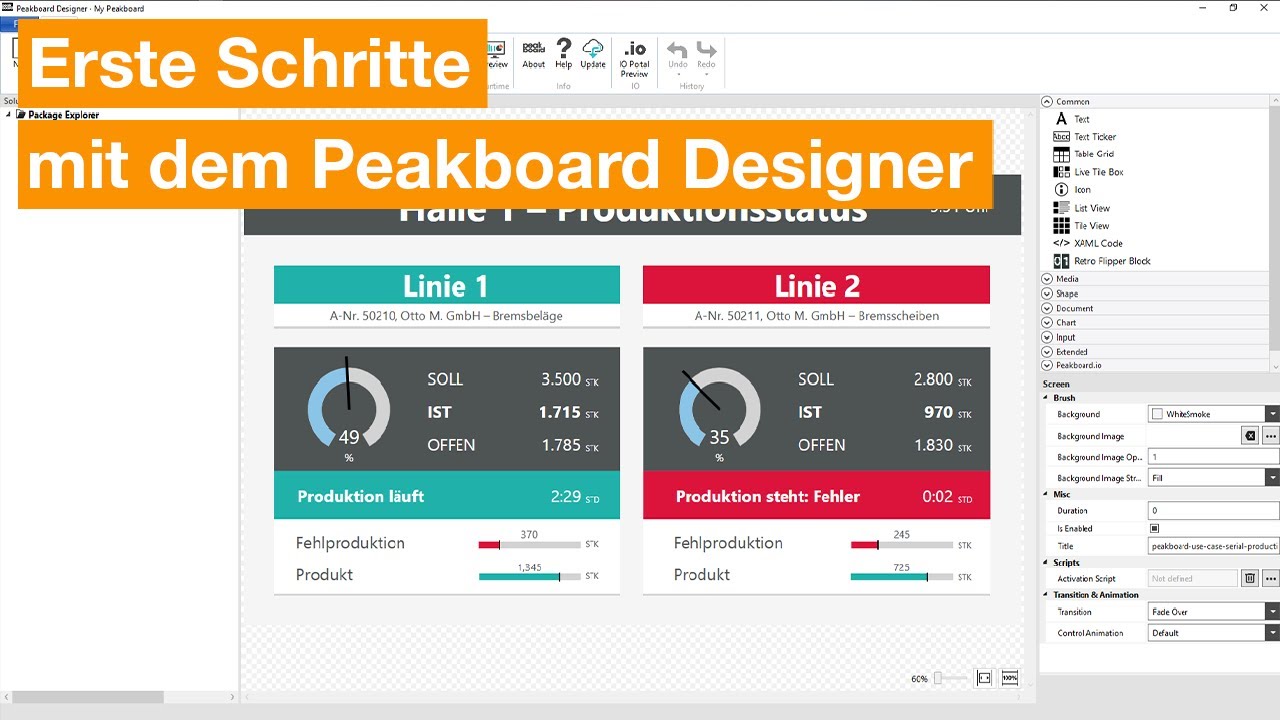 Peakboard Designer - My Peakboard
Erste Schritte
mit dem Peakboard Designer
About
Help
Update
IO Portal Preview
Undo
Redo
Info
IO
History
Package Explorer
Halle 1 – Produktionsstatus
Linie 1
A-Nr. 50210, Otto M. GmbH – Bremsbeläge
49
%
SOLL 3.500 STK
IST 1.715 STK
OFFEN 1.785 STK
Produktion läuft 2:29 STD
Fehlproduktion 370 STK
Produkt 1,345 STK
Linie 2
A-Nr. 50211, Otto M. GmbH – Bremsscheiben
35
%
SOLL 2.800 STK
IST 970 STK
OFFEN 1.830 STK
Produktion steht: Fehler 0:02 STD
Fehlproduktion 245 STK
Produkt 725 STK
60%
100%
Common
Text
Text Ticker
Table Grid
Live Tile Box
Icon
List View
Tile View
XAML Code
Retro Flipper Block
Media
Shape
Document
Chart
Input
Extended
Peakboard.io
Screen
Brush
Background WhiteSmoke
Background Image
Background Image Op... 1
Background Image Str... Fill
Misc
Duration 0
Is Enabled
Title peakboard-use-case-serial-product
Scripts
Activation Script Not defined
Transition & Animation
Transition Fade Over
Control Animation Default